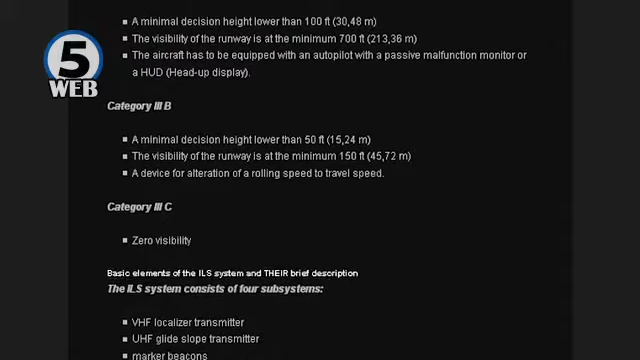 A minimal decision height lower than 100 ft (30,48 m)
The visibility of the runway is at the minimum 700 ft (213,36 m)
The aircraft has to be equipped with an autopilot with a passive malfunction monitor or
a HUD (Head-up display).
5
WEB
Category III B
A minimal decision height lower than 50 ft (15,24 m)
The visibility of the runway is at the minimum 150 ft (45,72 m)
A device for alteration of a rolling speed to travel speed.
Category III C
Zero visibility
Basic elements of the ILS system and THEIR brief description
The ILS system consists of four subsystems:
VHF localizer transmitter
UHF glide slope transmitter
marker beacons